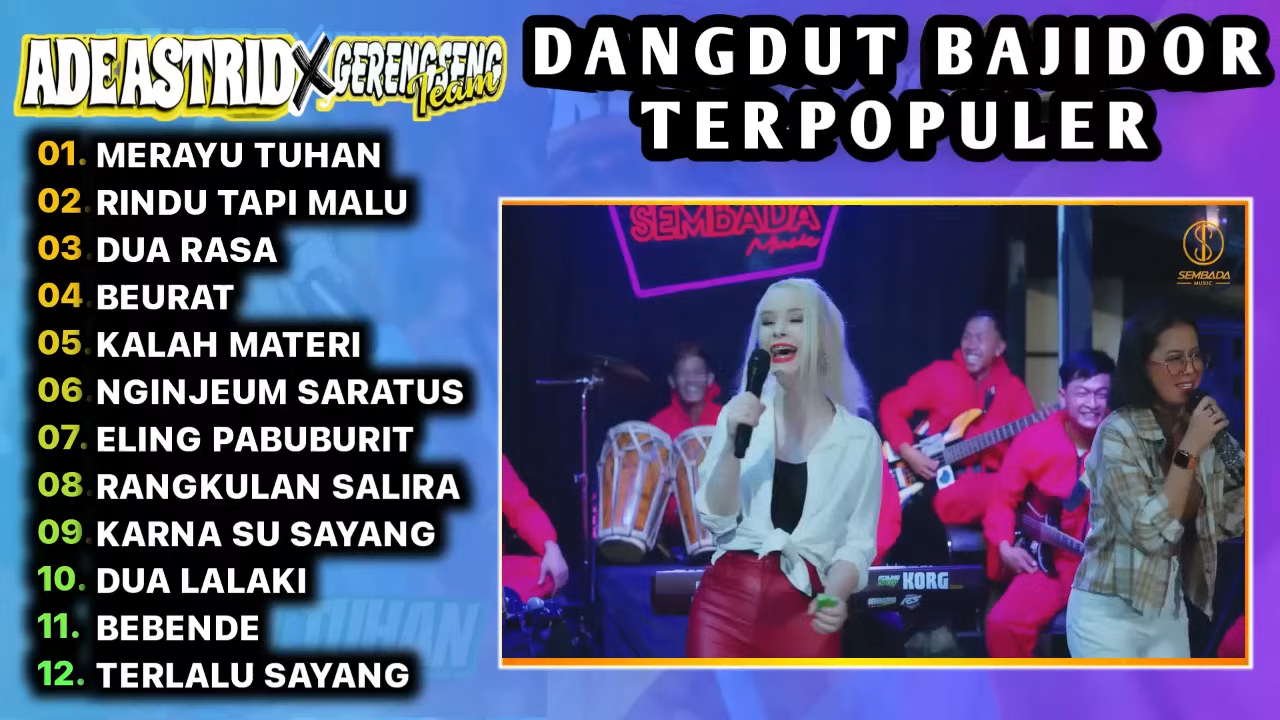 ADE ASTRID X GERENGSENG Team
DANGDUT BAJIDOR
TERPOPULER
01. MERAYU TUHAN
02. RINDU TAPI MALU
03. DUA RASA
04. BEURAT
05. KALAH MATERI
06. NGINJEUM SARATUS
07. ELING PABUBURIT
08. RANGKULAN SALIRA
09. KARNA SU SAYANG
10. DUA LALAKI
11. BEBENDE
12. TERLALU SAYANG
SEMBADA
Music
SEMBADA
MUSIC
KORG
TUHAN